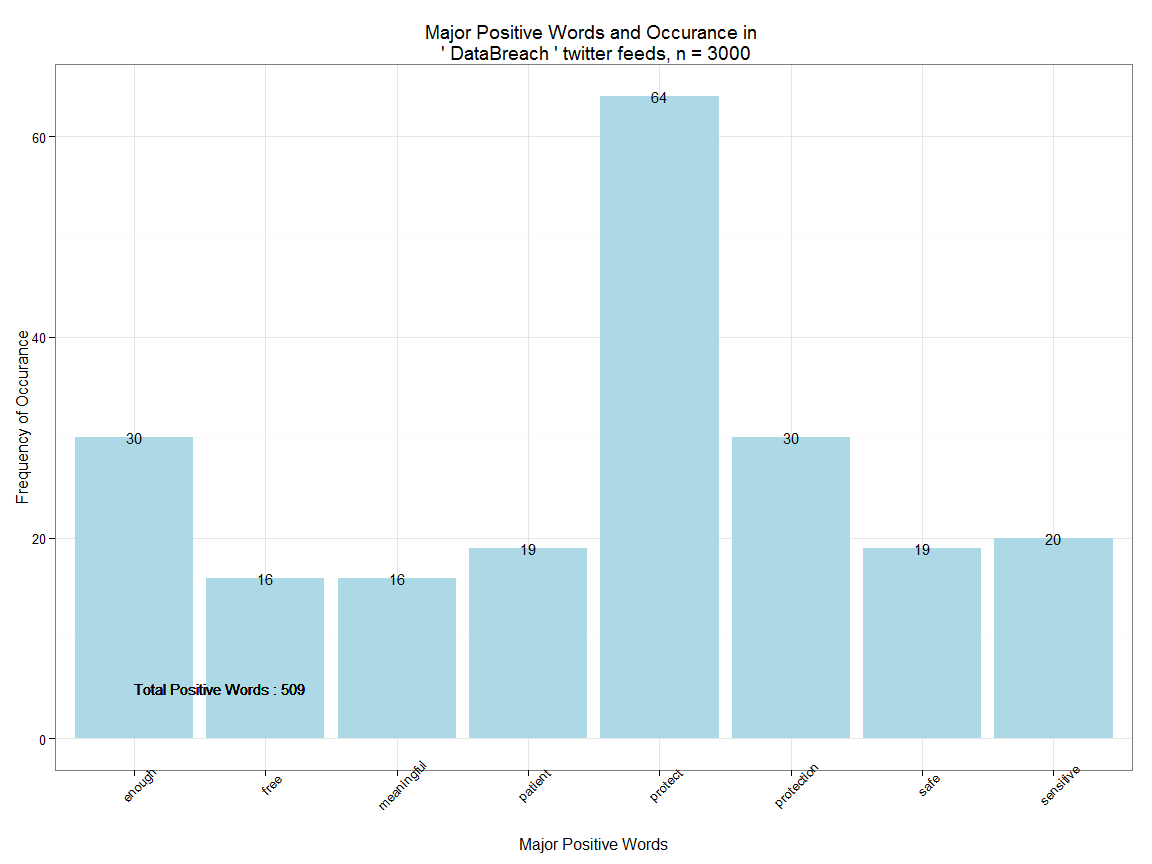 Major Positive Words and Occurance in
' DataBreach ' twitter feeds, n = 3000
Frequency of Occurance
60
40
20
0
30
16
16
19
64
30
19
20
Total Positive Words : 509
enough
free
meaningful
patient
protect
protection
safe
sensitive
Major Positive Words